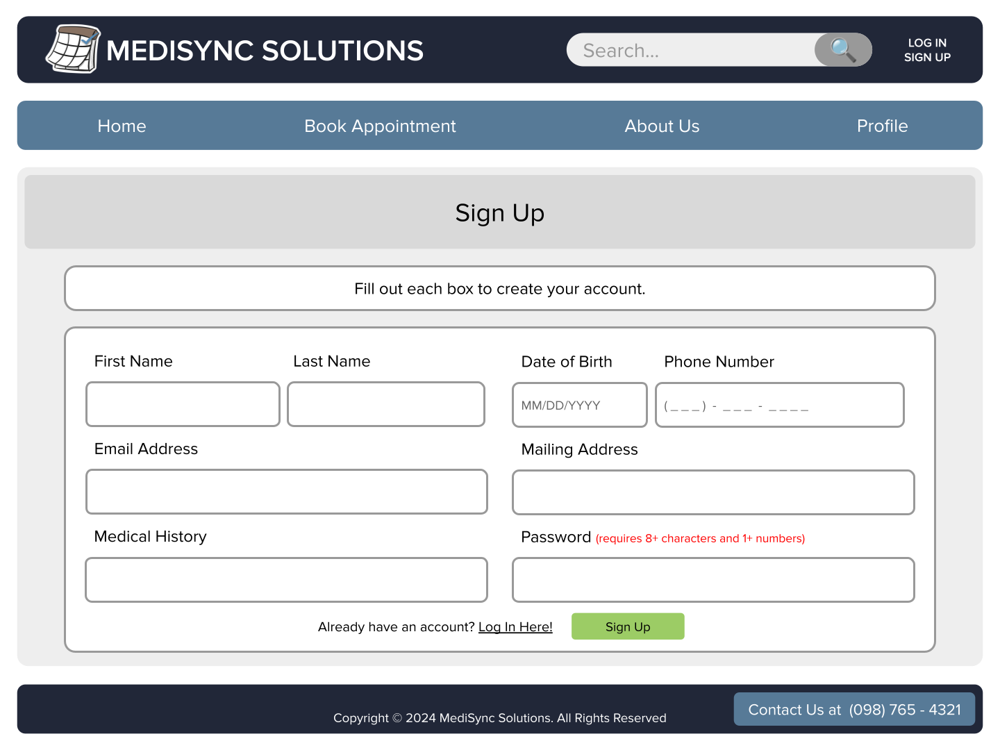 MEDISYNC SOLUTIONS
Search...
LOG IN
SIGN UP
Home Book Appointment About Us Profile
Sign Up
Fill out each box to create your account.
First Name Last Name Date of Birth Phone Number
MM/DD/YYYY (___) - ___ - ____
Email Address Mailing Address
Medical History Password (requires 8+ characters and 1+ numbers)
Already have an account? Log In Here! Sign Up
Copyright © 2024 MediSync Solutions. All Rights Reserved
Contact Us at (098) 765 - 4321